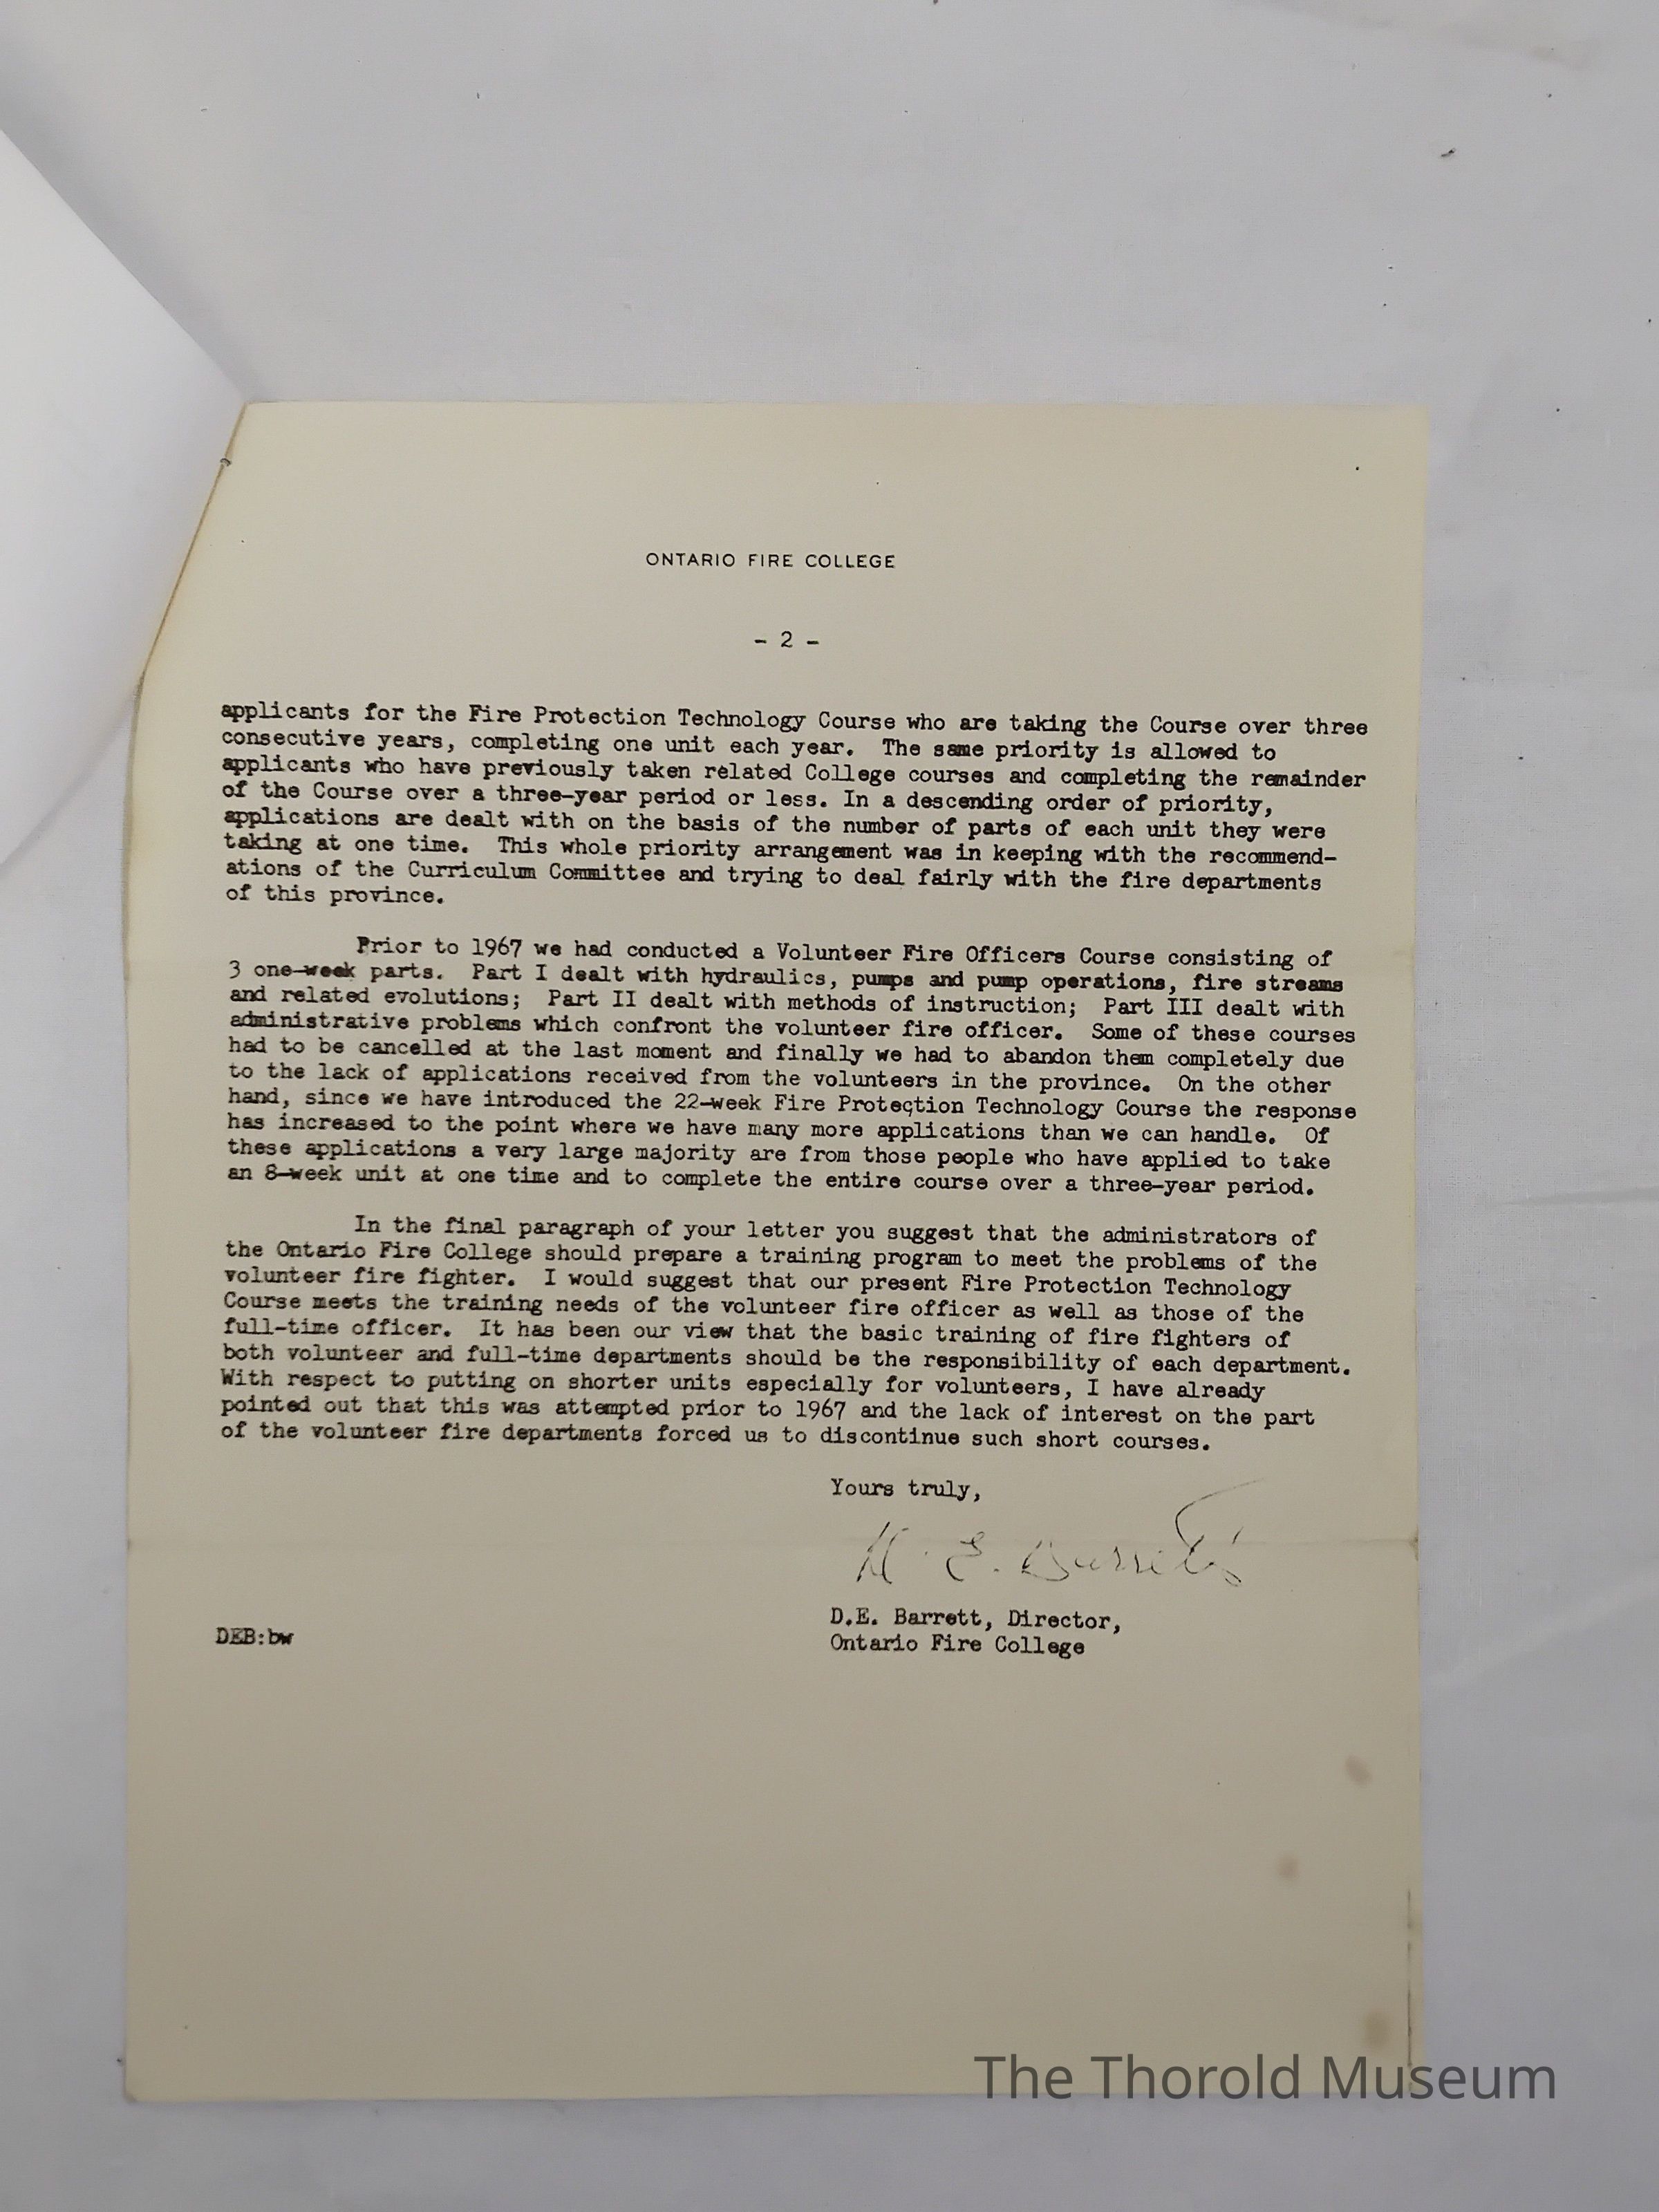 ONTARIO FIRE COLLEGE
- 2 -
applicants for the Fire Protection Technology Course who are taking the Course over three
consecutive years, completing one unit each year. The same priority is allowed to
applicants who have previously taken related College courses and completing the remainder
of the Course over a three-year period or less. In a descending order of priority,
applications are dealt with on the basis of the number of parts of each unit they were
taking at one time. This whole priority arrangement was in keeping with the recommend-
ations of the Curriculum Committee and trying to deal fairly with the fire departments
of this province.
Prior to 1967 we had conducted a Volunteer Fire Officers Course consisting of
3 one-week parts. Part I dealt with hydraulics, pumps and pump operations, fire streams
and related evolutions; Part II dealt with methods of instruction; Part III dealt with
administrative problems which confront the volunteer fire officer. Some of these courses
had to be cancelled at the last moment and finally we had to abandon them completely due
to the lack of applications received from the volunteers in the province. On the other
hand, since we have introduced the 22-week Fire Protection Technology Course the response
has increased to the point where we have many more applications than we can handle. Of
these applications a very large majority are from those people who have applied to take
an 8-week unit at one time and to complete the entire course over a three-year period.
In the final paragraph of your letter you suggest that the administrators of
the Ontario Fire College should prepare a training program to meet the problems of the
volunteer fire fighter. I would suggest that our present Fire Protection Technology
Course meets the training needs of the volunteer fire officer as well as those of the
full-time officer. It has been our view that the basic training of fire fighters of
both volunteer and full-time departments should be the responsibility of each department.
With respect to putting on shorter units especially for volunteers, I have already
pointed out that this was attempted prior to 1967 and the lack of interest on the part
of the volunteer fire departments forced us to discontinue such short courses.
Yours truly,
D. E. Barrett
D.E. Barrett, Director,
Ontario Fire College
DEB:bw
The Thorold Museum